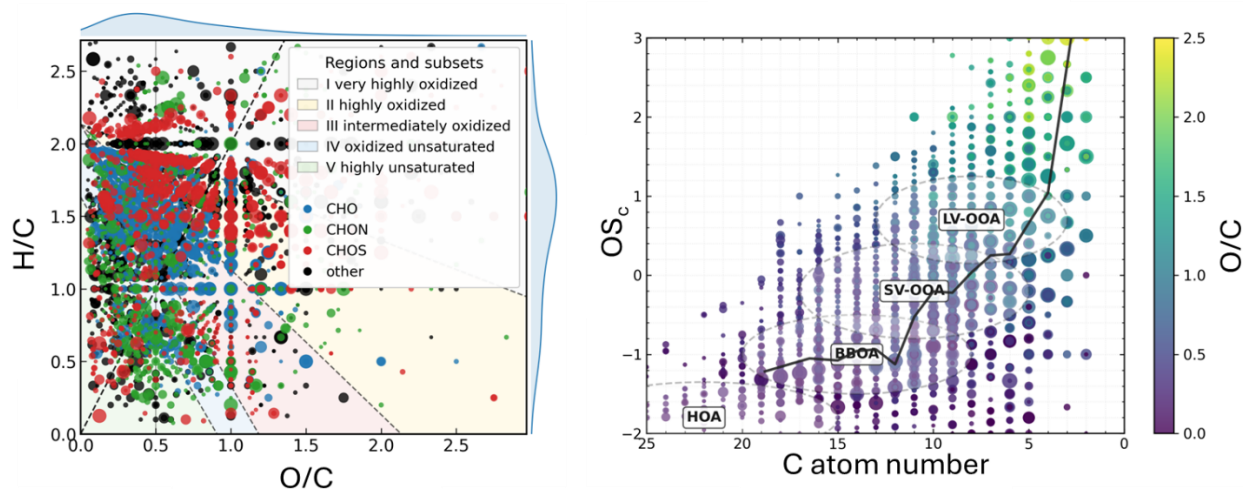 Regions and subsets
I very highly oxidized
II highly oxidized
III intermediately oxidized
IV oxidized unsaturated
V highly unsaturated
CHO
CHON
CHOS
other
H/C
2.5
2.0
1.5
1.0
0.5
0.0
0.0
0.5
1.0
1.5
2.0
2.5
O/C
OSc
3
2
1
0
−1
−2
LV-OOA
SV-OOA
BBOA
HOA
25
20
15
10
5
0
C atom number
2.5
2.0
1.5
1.0
0.5
0.0
O/C